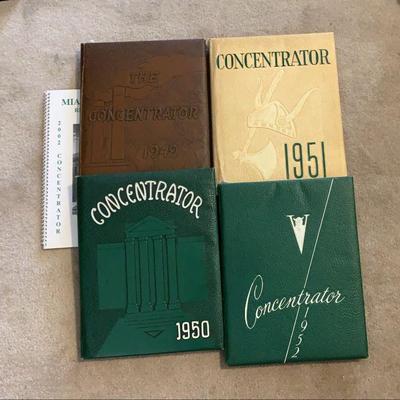 THE
CONCENTRATOR
1949
CONCENTRATOR
1951
MIA
2002 CONCENTRATOR
CONCENTRATOR
1950
Concentrator
1952